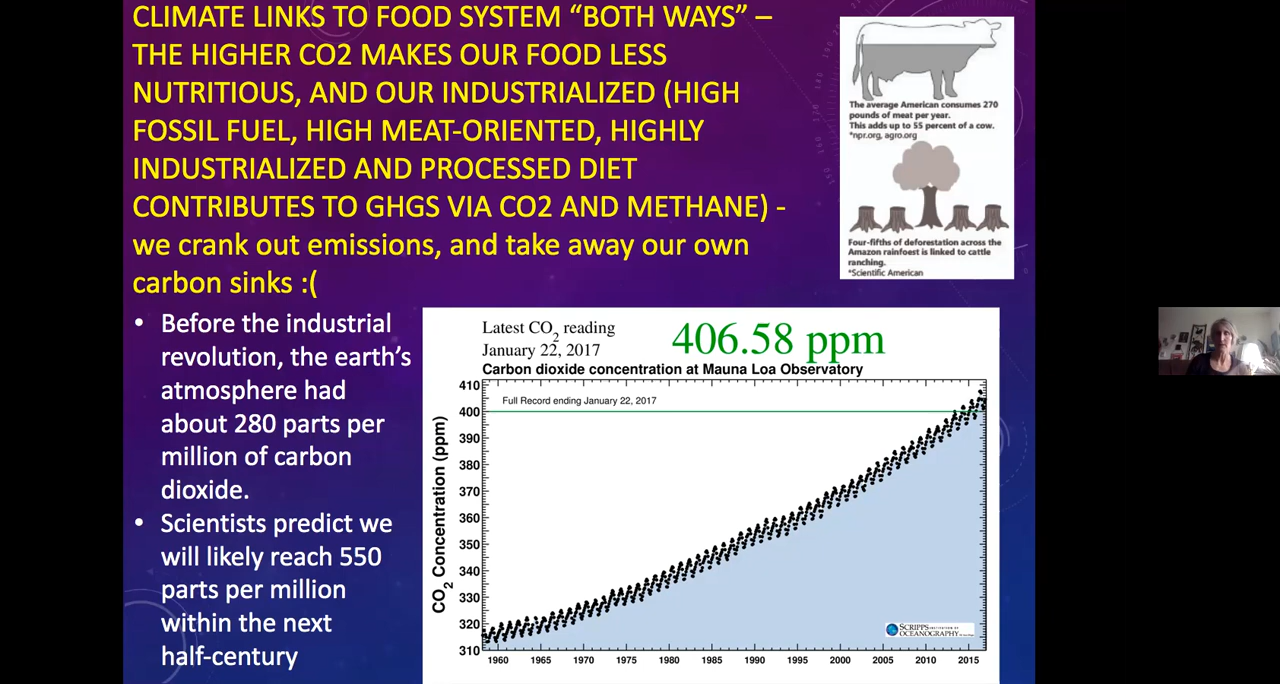 CLIMATE LINKS TO FOOD SYSTEM “BOTH WAYS” –
THE HIGHER CO2 MAKES OUR FOOD LESS
NUTRITIOUS, AND OUR INDUSTRIALIZED (HIGH
FOSSIL FUEL, HIGH MEAT-ORIENTED, HIGHLY
INDUSTRIALIZED AND PROCESSED DIET
CONTRIBUTES TO GHGS VIA CO2 AND METHANE) -
we crank out emissions, and take away our own
carbon sinks :(
The average American consumes 270
pounds of meat per year.
This adds up to 55 percent of a cow.
*npr.org, agro.org
Four-fifths of deforestation across the
Amazon rainfoest is linked to cattle
ranching.
*Scientific American
• Before the industrial
revolution, the earth’s
atmosphere had
about 280 parts per
million of carbon
dioxide.
• Scientists predict we
will likely reach 550
parts per million
within the next
half-century
Latest CO2 reading
January 22, 2017
406.58 ppm
Carbon dioxide concentration at Mauna Loa Observatory
Full Record ending January 22, 2017
CO2 Concentration (ppm)
410
400
390
380
370
360
350
340
330
320
310
1960 1965 1970 1975 1980 1985 1990 1995 2000 2005 2010 2015
SCRIPPS INSTITUTION OF
OCEANOGRAPHY